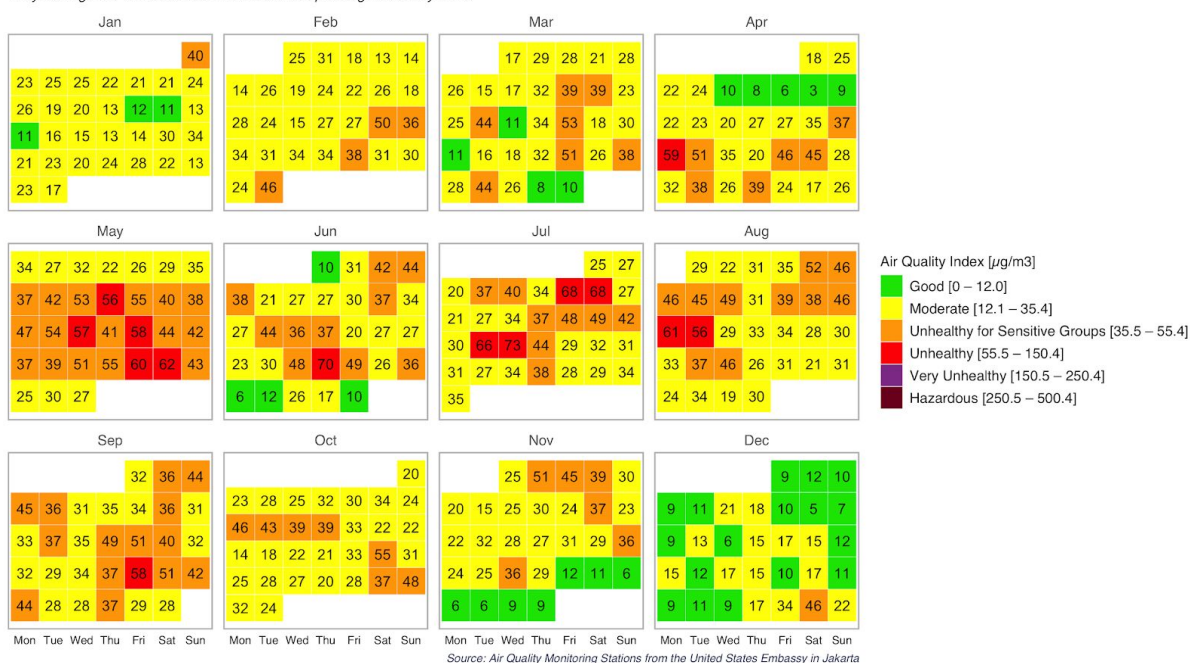 Jan Feb Mar Apr
40 25 31 18 13 14 17 29 28 21 28 18 25
23 25 25 22 21 21 24 14 26 19 24 22 26 18 26 15 17 32 39 39 23 22 24 10 8 6 3 9
26 19 20 13 12 11 13 28 24 15 27 27 50 36 25 44 11 34 53 18 30 22 23 20 27 27 35 37
11 16 15 13 14 30 34 34 31 34 34 38 31 30 11 16 18 32 51 26 38 59 51 35 20 46 45 28
21 23 20 24 28 22 13 24 46 28 44 26 8 10 32 38 26 39 24 17 26
23 17
May Jun Jul Aug
34 27 32 22 26 29 35 10 31 42 44 25 27 29 22 31 35 52 46
37 42 53 56 55 40 38 38 21 27 27 30 37 34 20 37 40 34 68 68 27 46 45 49 31 39 38 46
47 54 57 41 58 44 42 27 44 36 37 20 27 27 21 27 34 37 48 49 42 61 56 29 33 34 28 30
37 39 51 55 60 62 43 23 30 48 70 49 26 36 30 66 73 44 29 32 31 33 37 46 26 31 21 31
25 30 27 6 12 26 17 10 31 27 34 38 28 29 34 24 34 19 30
35
Air Quality Index [µg/m3]
Good [0 – 12.0]
Moderate [12.1 – 35.4]
Unhealthy for Sensitive Groups [35.5 – 55.4]
Unhealthy [55.5 – 150.4]
Very Unhealthy [150.5 – 250.4]
Hazardous [250.5 – 500.4]
Sep Oct Nov Dec
32 36 44 20 25 51 45 39 30 9 12 10
45 36 31 35 34 36 31 23 28 25 32 30 34 24 20 15 25 30 24 37 23 9 11 21 18 10 5 7
33 37 35 49 51 40 32 46 43 39 39 33 22 22 22 32 28 27 31 29 36 9 13 6 15 17 15 12
32 29 34 37 58 51 42 14 18 22 21 33 55 31 24 25 36 29 12 11 6 15 12 17 15 10 17 11
44 28 28 37 29 28 25 28 27 20 28 37 48 6 6 9 9 9 11 9 17 34 46 22
32 24
Mon Tue Wed Thu Fri Sat Sun Mon Tue Wed Thu Fri Sat Sun Mon Tue Wed Thu Fri Sat Sun Mon Tue Wed Thu Fri Sat Sun
Source: Air Quality Monitoring Stations from the United States Embassy in Jakarta